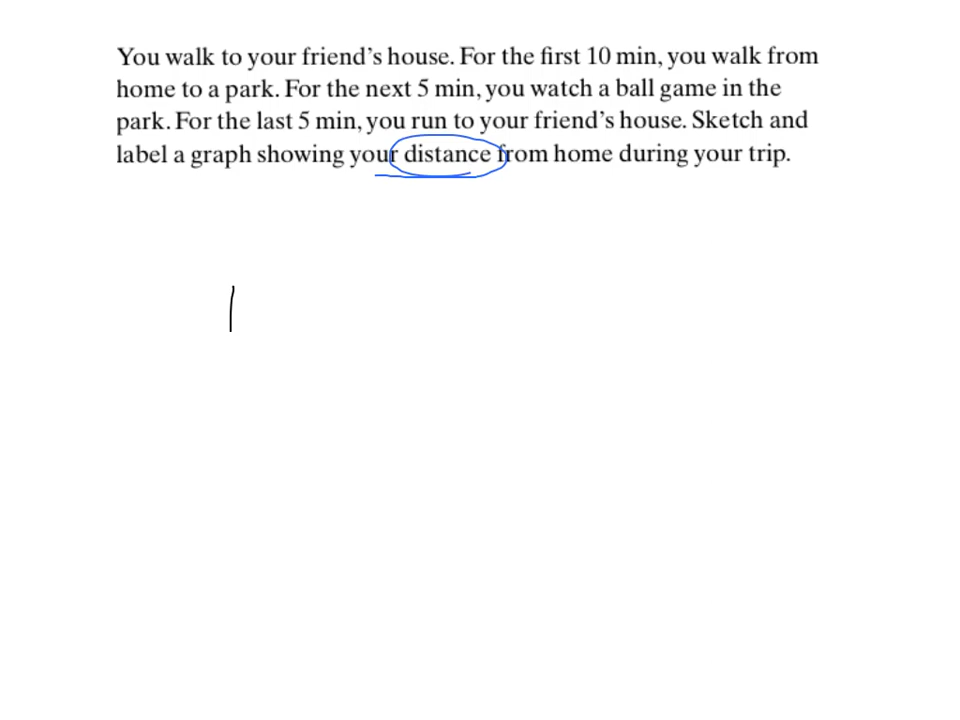 You walk to your friend's house. For the first 10 min, you walk from
home to a park. For the next 5 min, you watch a ball game in the
park. For the last 5 min, you run to your friend's house. Sketch and
label a graph showing your distance from home during your trip.